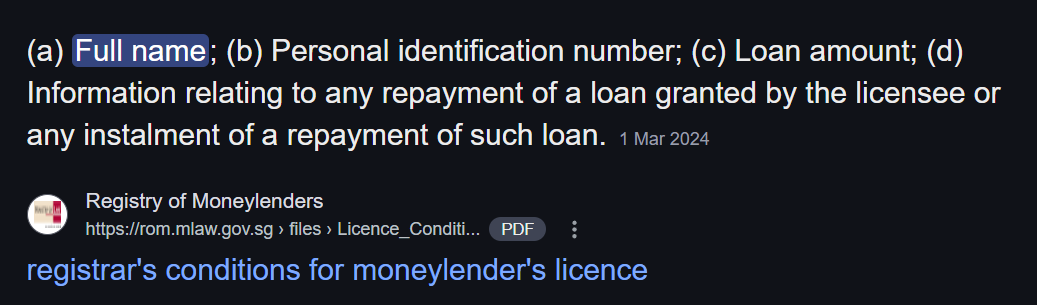 (a) Full name; (b) Personal identification number; (c) Loan amount; (d)
Information relating to any repayment of a loan granted by the licensee or
any instalment of a repayment of such loan. 1 Mar 2024
Registry of Moneylenders
https://rom.mlaw.gov.sg › files › Licence_Conditi... PDF
registrar's conditions for moneylender's licence